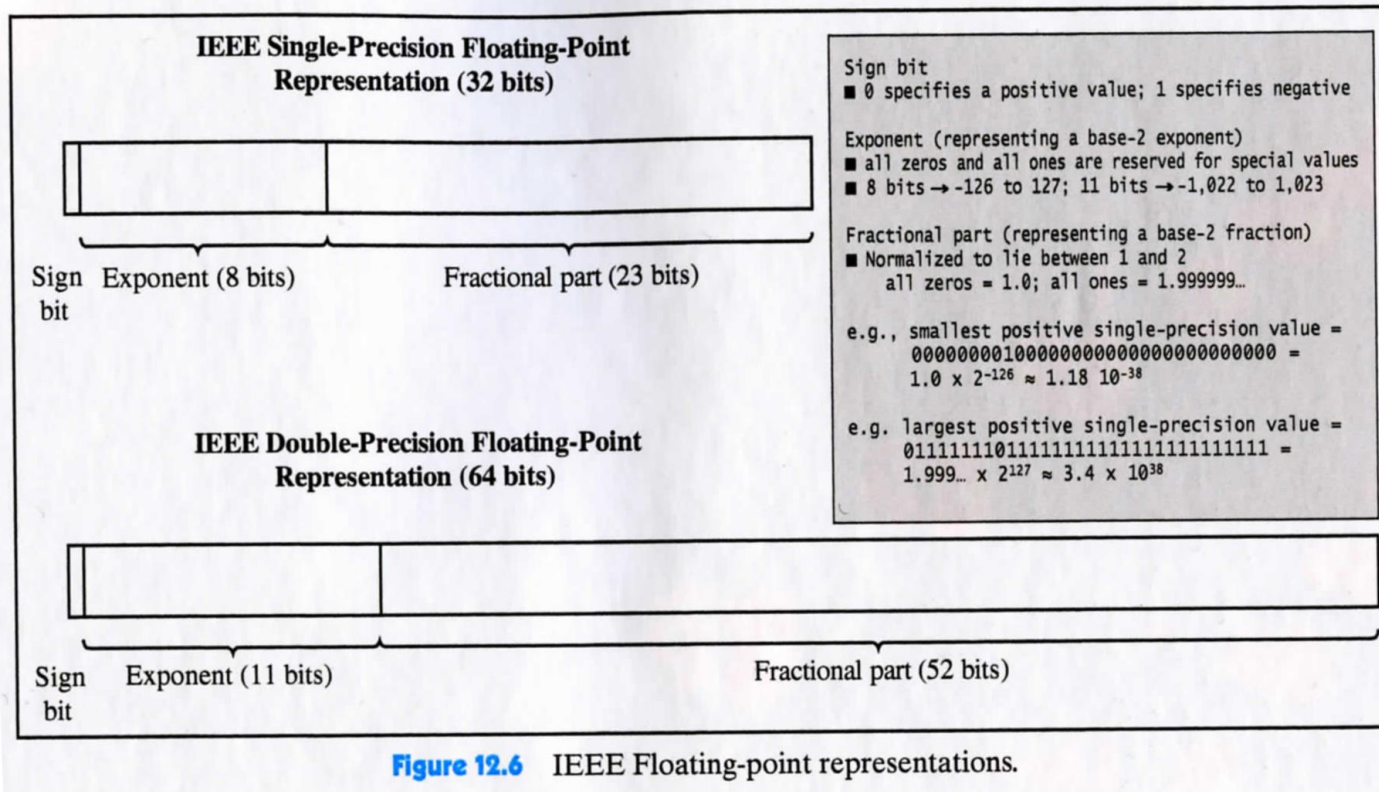 IEEE Single-Precision Floating-Point
Representation (32 bits)
Sign
bit
Exponent (8 bits)
Fractional part (23 bits)
Sign bit
■ 0 specifies a positive value; 1 specifies negative
Exponent (representing a base-2 exponent)
■ all zeros and all ones are reserved for special values
■ 8 bits → -126 to 127; 11 bits → -1,022 to 1,023
Fractional part (representing a base-2 fraction)
■ Normalized to lie between 1 and 2
all zeros = 1.0; all ones = 1.999999…
e.g., smallest positive single-precision value =
00000000100000000000000000000000 =
1.0 x 2⁻¹²⁶ ≈ 1.18 10⁻³⁸
e.g. largest positive single-precision value =
01111111011111111111111111111111 =
1.999… x 2¹²⁷ ≈ 3.4 x 10³⁸
IEEE Double-Precision Floating-Point
Representation (64 bits)
Sign
bit
Exponent (11 bits)
Fractional part (52 bits)
Figure 12.6 IEEE Floating-point representations.